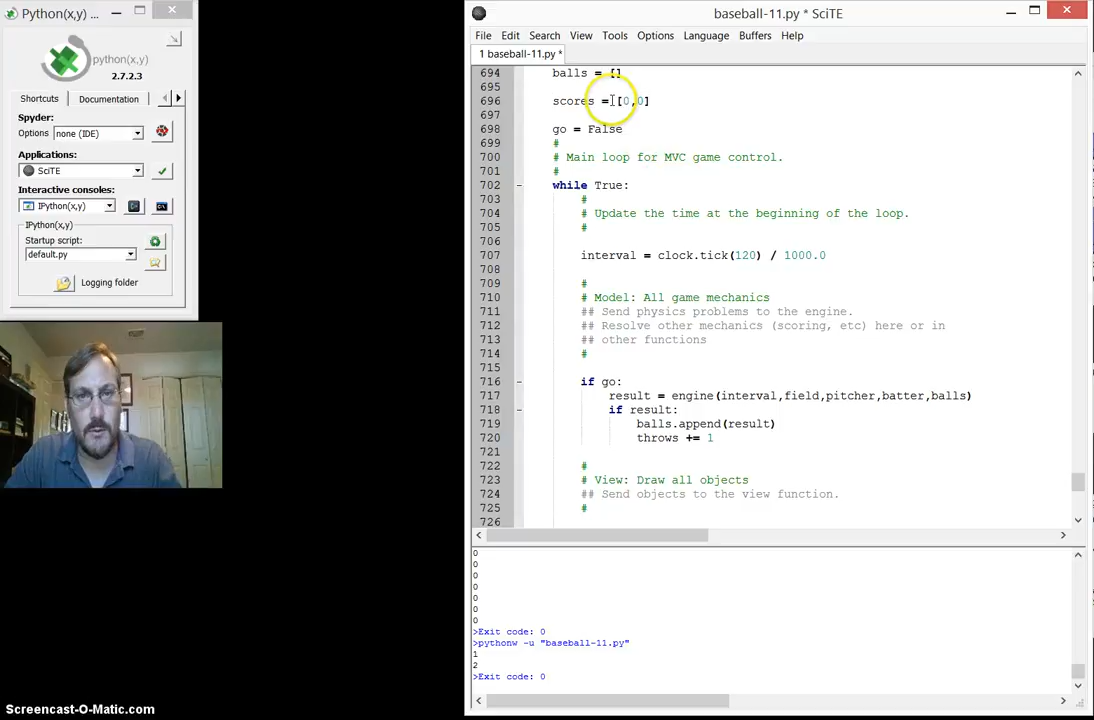 Python(x,y)
python(x,y)
2.7.2.3
Shortcuts Documentation
Spyder:
Options none (IDE)
Applications:
SciTE
Interactive consoles:
IPython(x,y)
IPython(x,y)
Startup script:
default.py
Logging folder
baseball-11.py * SciTE
File Edit Search View Tools Options Language Buffers Help
1 baseball-11.py *
694 balls = []
695
696 scores = [0,0]
697
698 go = False
699 #
700 # Main loop for MVC game control.
701 #
702 while True:
703 #
704 # Update the time at the beginning of the loop.
705 #
706
707 interval = clock.tick(120) / 1000.0
708
709 #
710 # Model: All game mechanics
711 ## Send physics problems to the engine.
712 ## Resolve other mechanics (scoring, etc) here or in
713 ## other functions
714 #
715
716 if go:
717 result = engine(interval,field,pitcher,batter,balls)
718 if result:
719 balls.append(result)
720 throws += 1
721
722 #
723 # View: Draw all objects
724 ## Send objects to the view function.
725 #
726
0
0
0
0
0
0
0
>Exit code: 0
>pythonw -u "baseball-11.py"
1
2
>Exit code: 0
Screencast-O-Matic.com